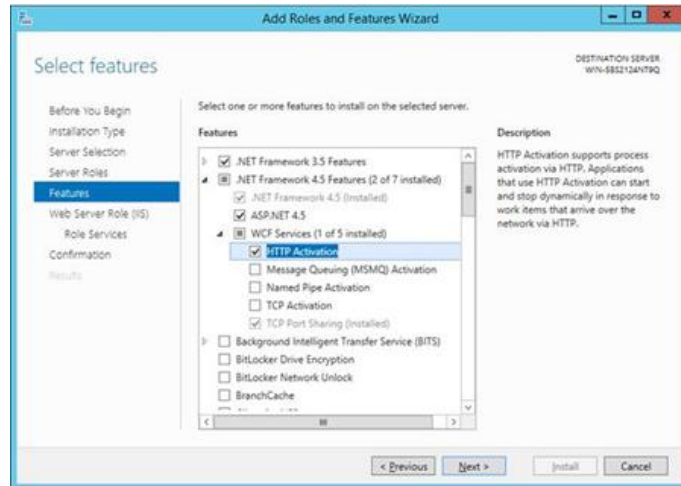 Add Roles and Features Wizard
Select features
DESTINATION SERVER
Before You Begin
Installation Type
Server Selection
Server Roles
Features
Web Server Role (IIS)
Role Services
Confirmation
Results
Select one or more features to install on the selected server.
Features
.NET Framework 3.5 Features
.NET Framework 4.5 Features (2 of 7 installed)
.NET Framework 4.5 (Installed)
ASP.NET 4.5
WCF Services (1 of 5 installed)
HTTP Activation
Message Queuing (MSMQ) Activation
Named Pipe Activation
TCP Activation
TCP Port Sharing (Installed)
Background Intelligent Transfer Service (BITS)
BitLocker Drive Encryption
BitLocker Network Unlock
BranchCache
Description
HTTP Activation supports process
activation via HTTP. Applications
that use HTTP Activation can start
and stop dynamically in response to
work items that arrive over the
network via HTTP.
< Previous
Next >
Install
Cancel